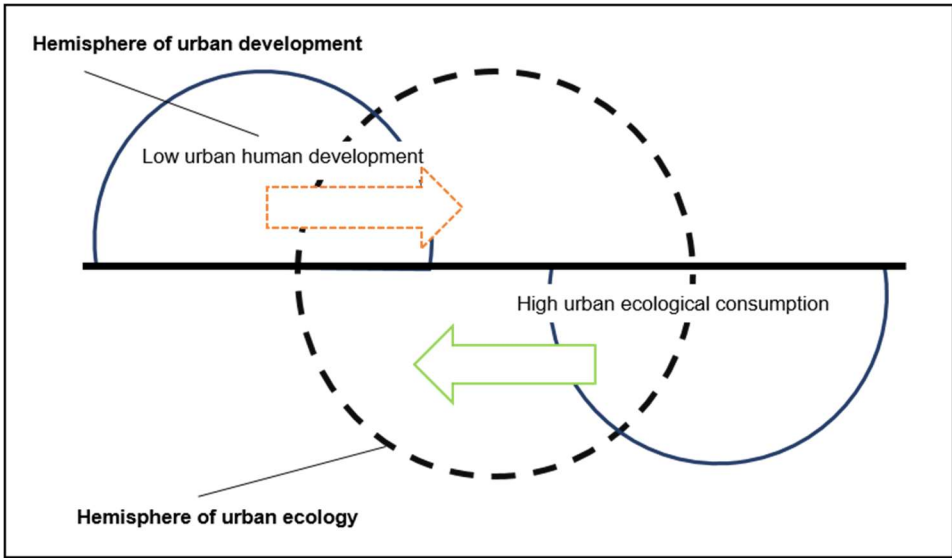 Hemisphere of urban development
Low urban human development
High urban ecological consumption
Hemisphere of urban ecology